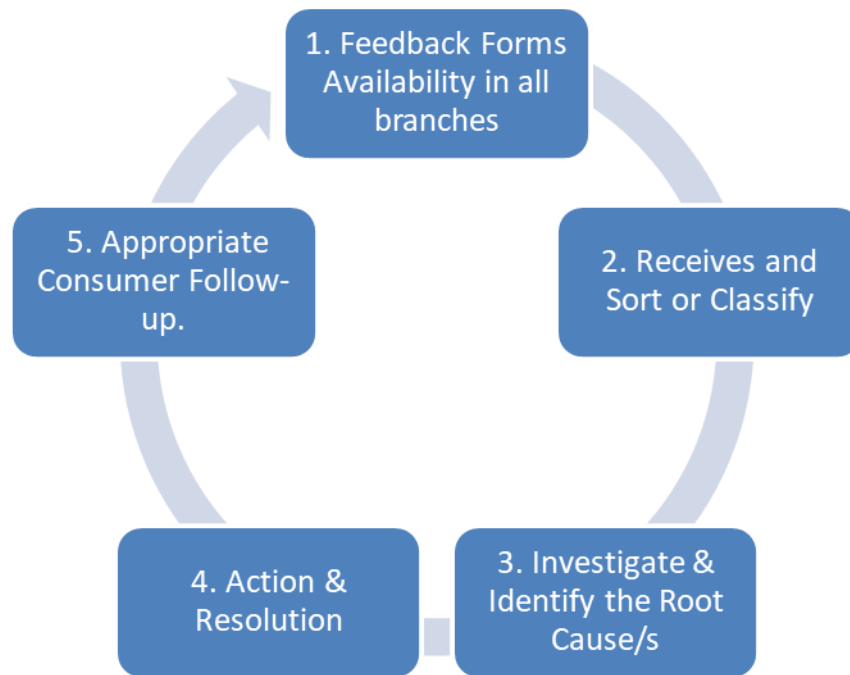 1. Feedback Forms
Availability in all
branches
2. Receives and
Sort or Classify
3. Investigate &
Identify the Root
Cause/s
4. Action &
Resolution
5. Appropriate
Consumer Follow-
up.